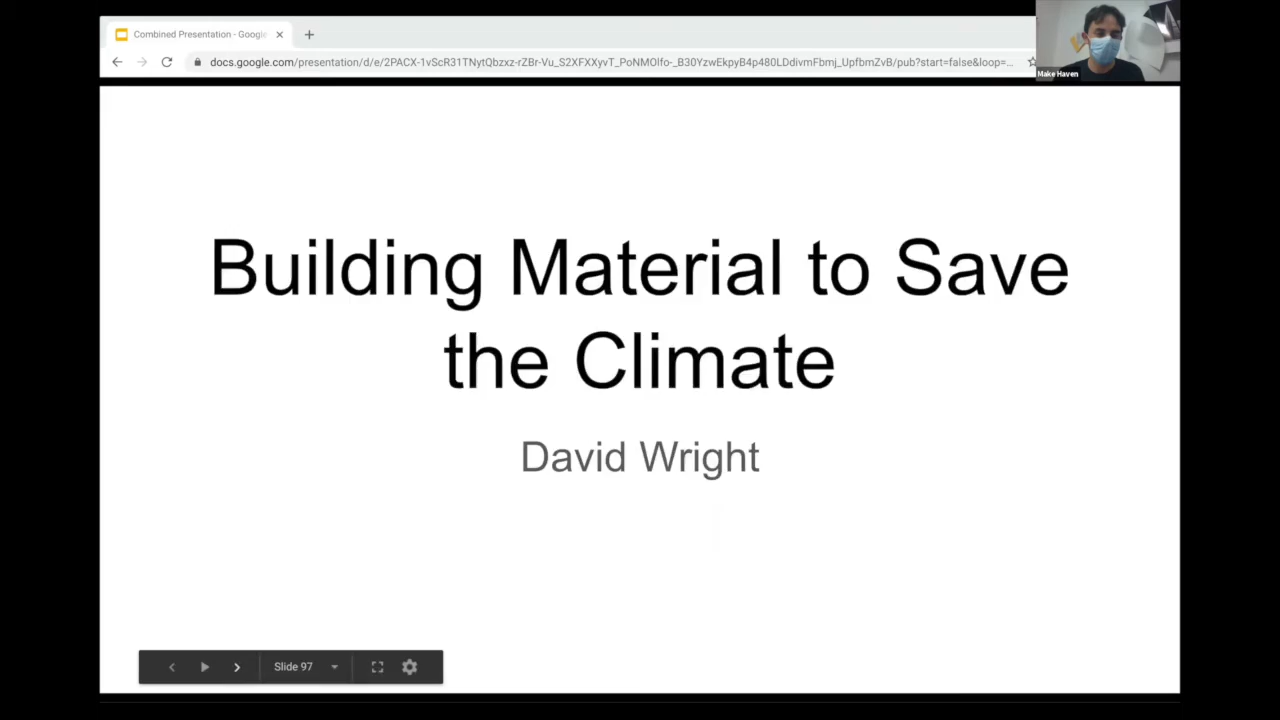 Combined Presentation - Google
docs.google.com/presentation/d/e/2PACX-1vScR31TNytQbzxz-rZBr-Vu_S2XFXXyvT_PoNMOlfo-_B30YzwEkpyB4p480LDdivmFbmj_UpfbmZvB/pub?start=false&loop=...
Make Haven
Building Material to Save
the Climate
David Wright
Slide 97